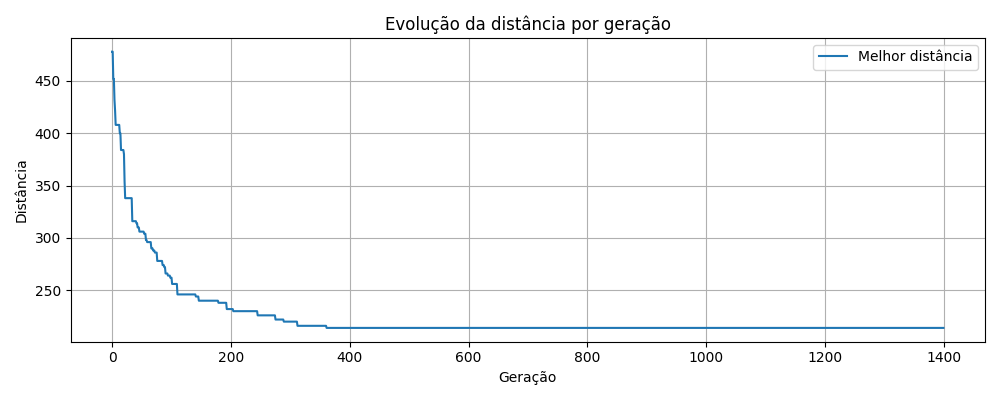 Evolução da distância por geração
Melhor distância
Distância
450
400
350
300
250
0 200 400 600 800 1000 1200 1400
Geração